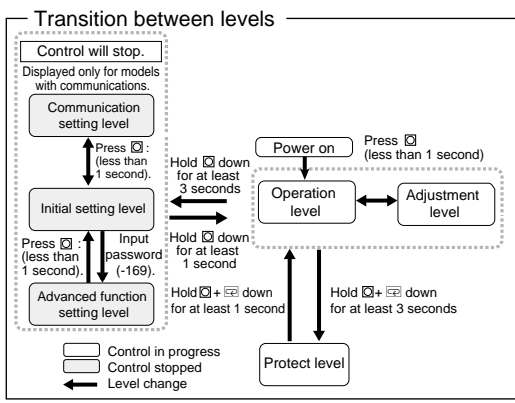 Transition between levels
Control will stop.
Displayed only for models
with communications.
Communication
setting level
Press :
(less than
1 second).
Initial setting level
Press :
(less than
1 second).
Input
password
(-169).
Advanced function
setting level
Hold down
for at least
3 seconds
Hold down
for at least
1 second
Power on
Press
(less than 1 second)
Operation
level
Adjustment
level
Hold + down
for at least 1 second
Hold + down
for at least 3 seconds
Protect level
Control in progress
Control stopped
Level change